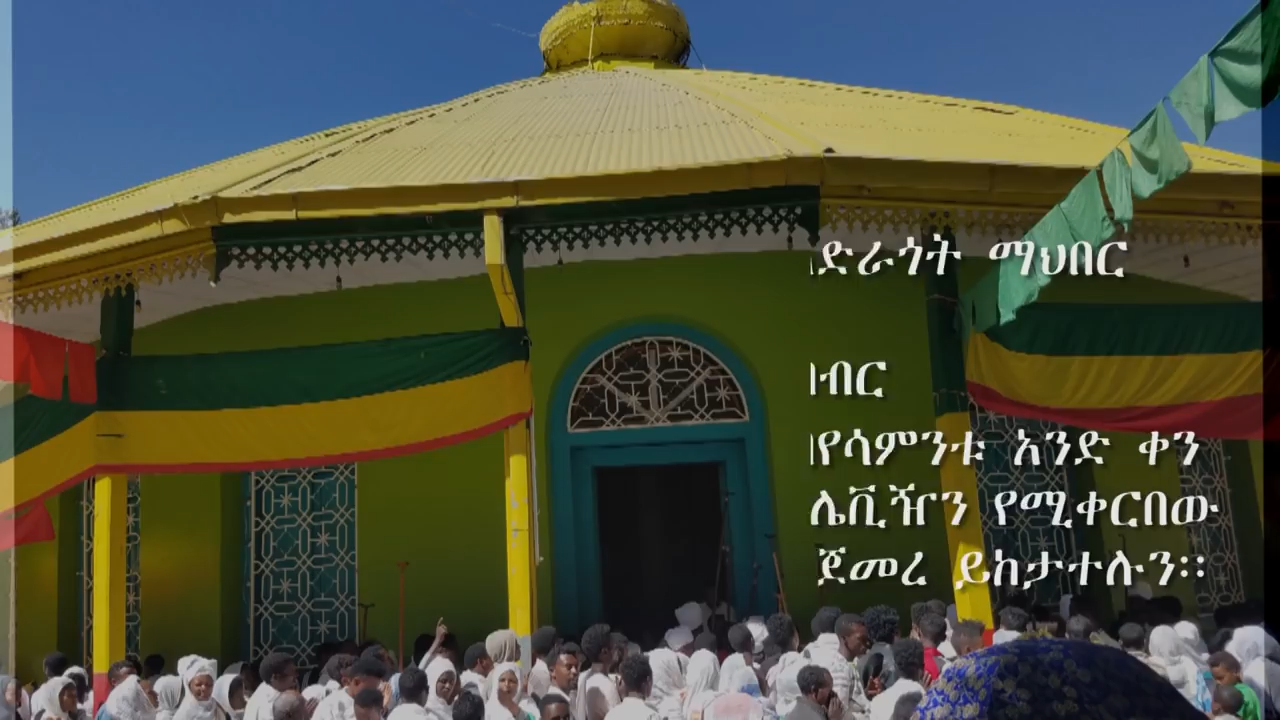 ድራጎት ማህበር
ብር
የሳምንቱ አንድ ቀን
ሌቪዥን የሚቀርበው
ጀመረ ይከታተሉን፡፡